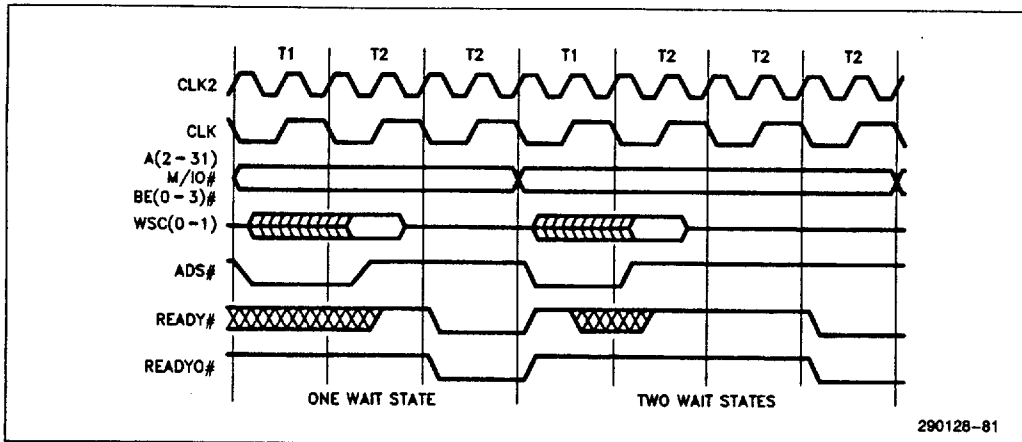 T1 T2 T2 T1 T2 T2 T2
CLK2
CLK
A(2-31)
M/IO#
BE(0-3)#
WSC(0-1)
ADS#
READY#
READYO#
ONE WAIT STATE TWO WAIT STATES
290128-81